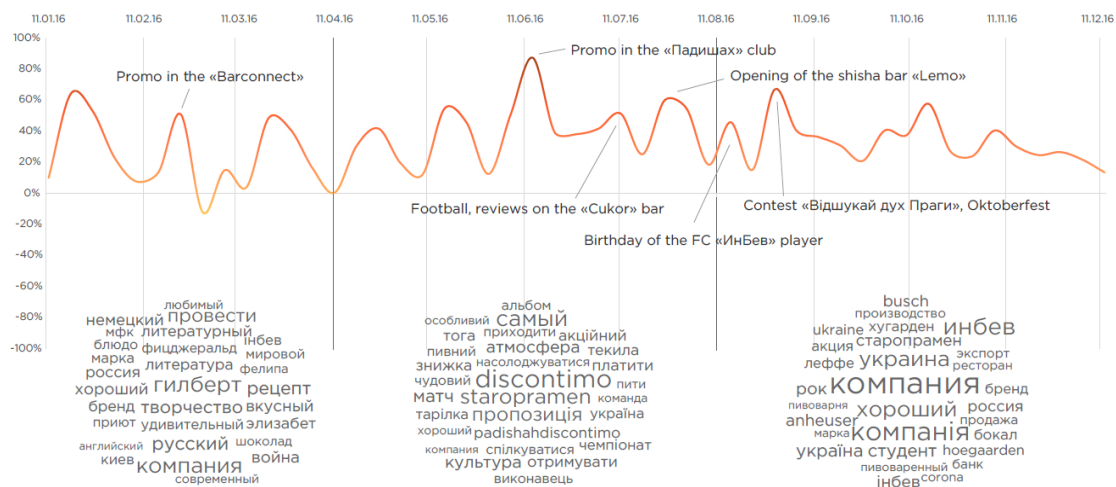 11.01.16 11.02.16 11.03.16 11.04.16 11.05.16 11.06.16 11.07.16 11.08.16 11.09.16 11.10.16 11.11.16 11.12.16
100%
80%
60%
40%
20%
0%
-20%
-40%
-60%
-80%
-100%
Promo in the «Barconnect»
Promo in the «Падишах» club
Opening of the shisha bar «Lemo»
Football, reviews on the «Cukor» bar
Contest «Відшукай дух Праги», Oktoberfest
Birthday of the FC «ИнБев» player
любимый
немецкий провести
мфк литературный
блюдо фицджеральд інбев
марка мировой
россия литература фелипа
хороший гилберт рецепт
бренд творчество вкусный
приют удивительный элизабет
английский русский шоколад
киев война
компания
современный
альбом
особливий самый
тога приходити акційний
пивний атмосфера текила
знижка насолоджуватися платити
чудовий discontimo пити
матч staropramen команда
тарілка пропозиція україна
хороший padishahdiscontimo
компания спілкуватися чемпіонат
культура отримувати
виконавець
busch
производство
ukraine хугарден инбев
акция старопрамен
леффе украина экспорт
ресторан
рок компания бренд
пивоварня хороший россия
anheuser продажа
марка компанія бокал
україна студент hoegaarden
пивоваренный банк
інбев corona